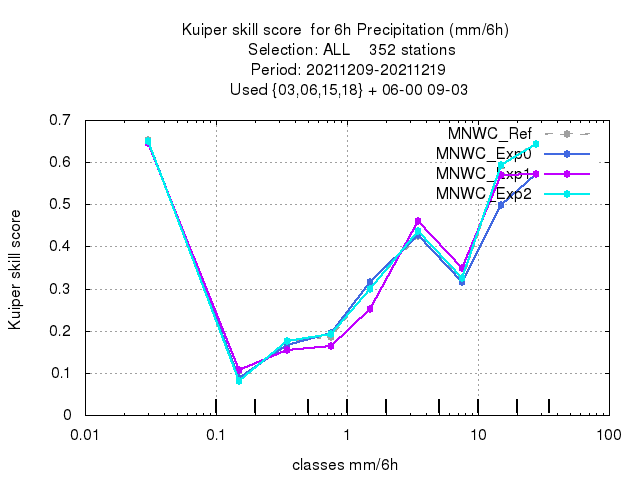 Kuiper skill score  for 6h Precipitation (mm/6h)
Selection: ALL    352 stations
Period: 20211209-20211219
Used {03,06,15,18} + 06-00 09-03
MNWC_Ref
MNWC_Exp0
MNWC_Exp1
MNWC_Exp2
Kuiper skill score
0.7
0.6
0.5
0.4
0.3
0.2
0.1
0
0.01
0.1
1
10
100
classes mm/6h